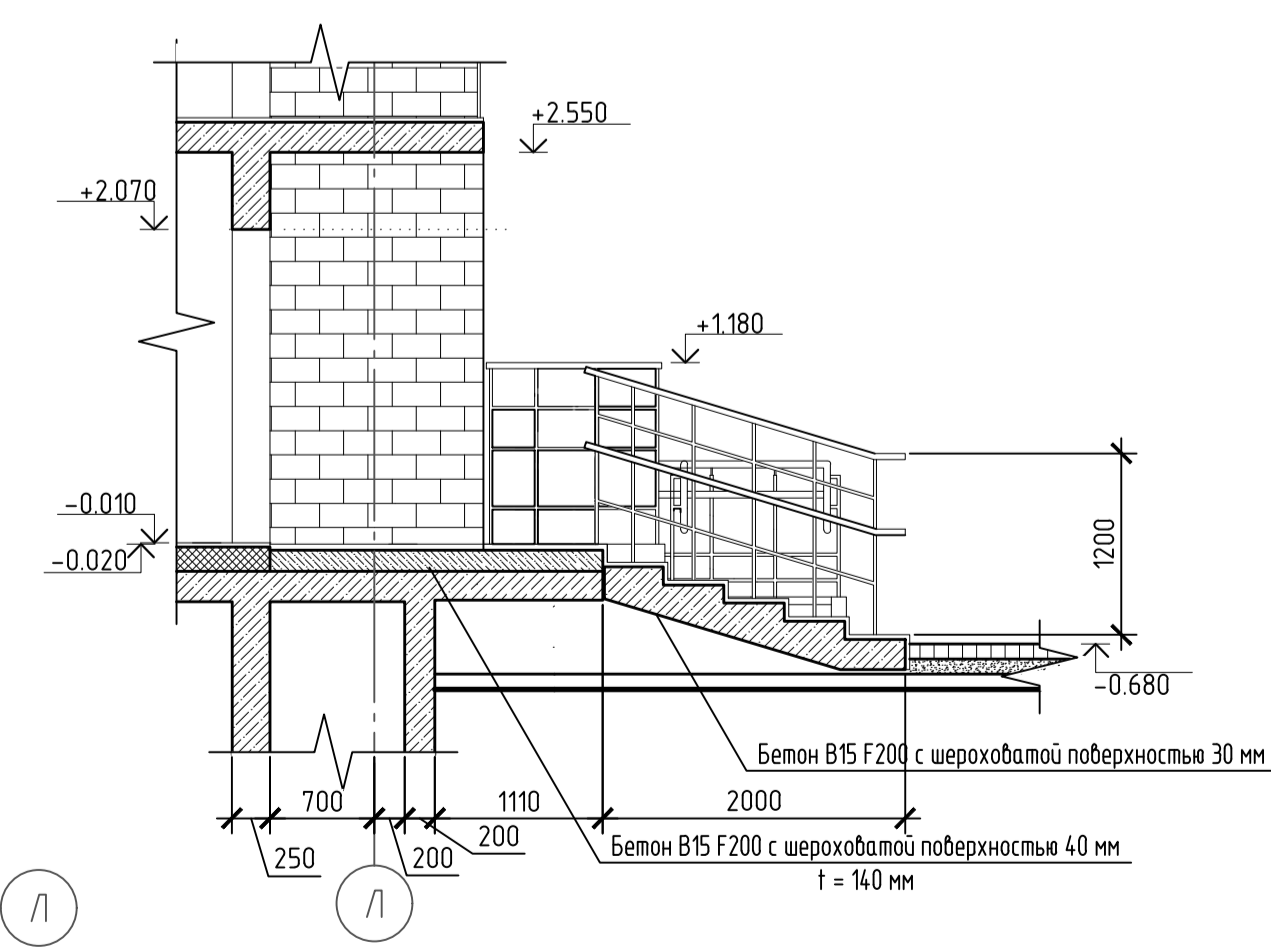 +2.550
+2.070
+1.180
-0.010
-0.020
1200
-0.680
Бетон В15 F200 с шероховатой поверхностью 30 мм
700
1110
2000
200
250
200
Бетон В15 F200 с шероховатой поверхностью 40 мм
t = 140 мм
Л
Л